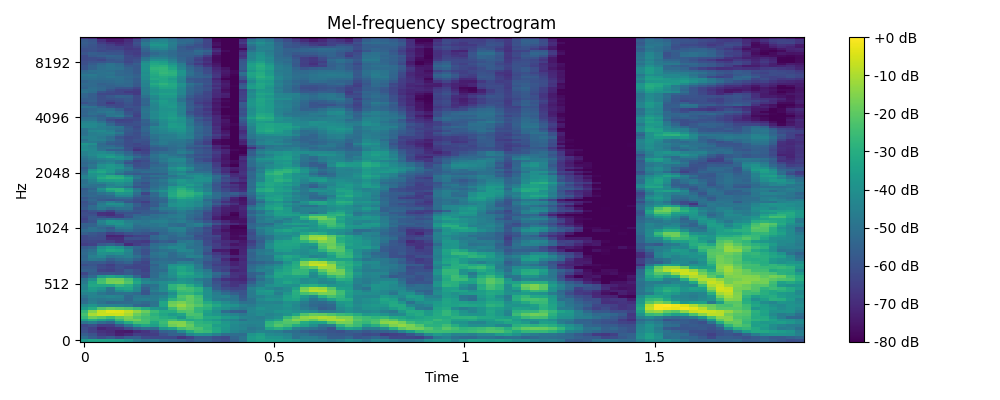 Mel-frequency spectrogram
Hz
8192
4096
2048
1024
512
0
0
0.5
1
1.5
Time
+0 dB
-10 dB
-20 dB
-30 dB
-40 dB
-50 dB
-60 dB
-70 dB
-80 dB